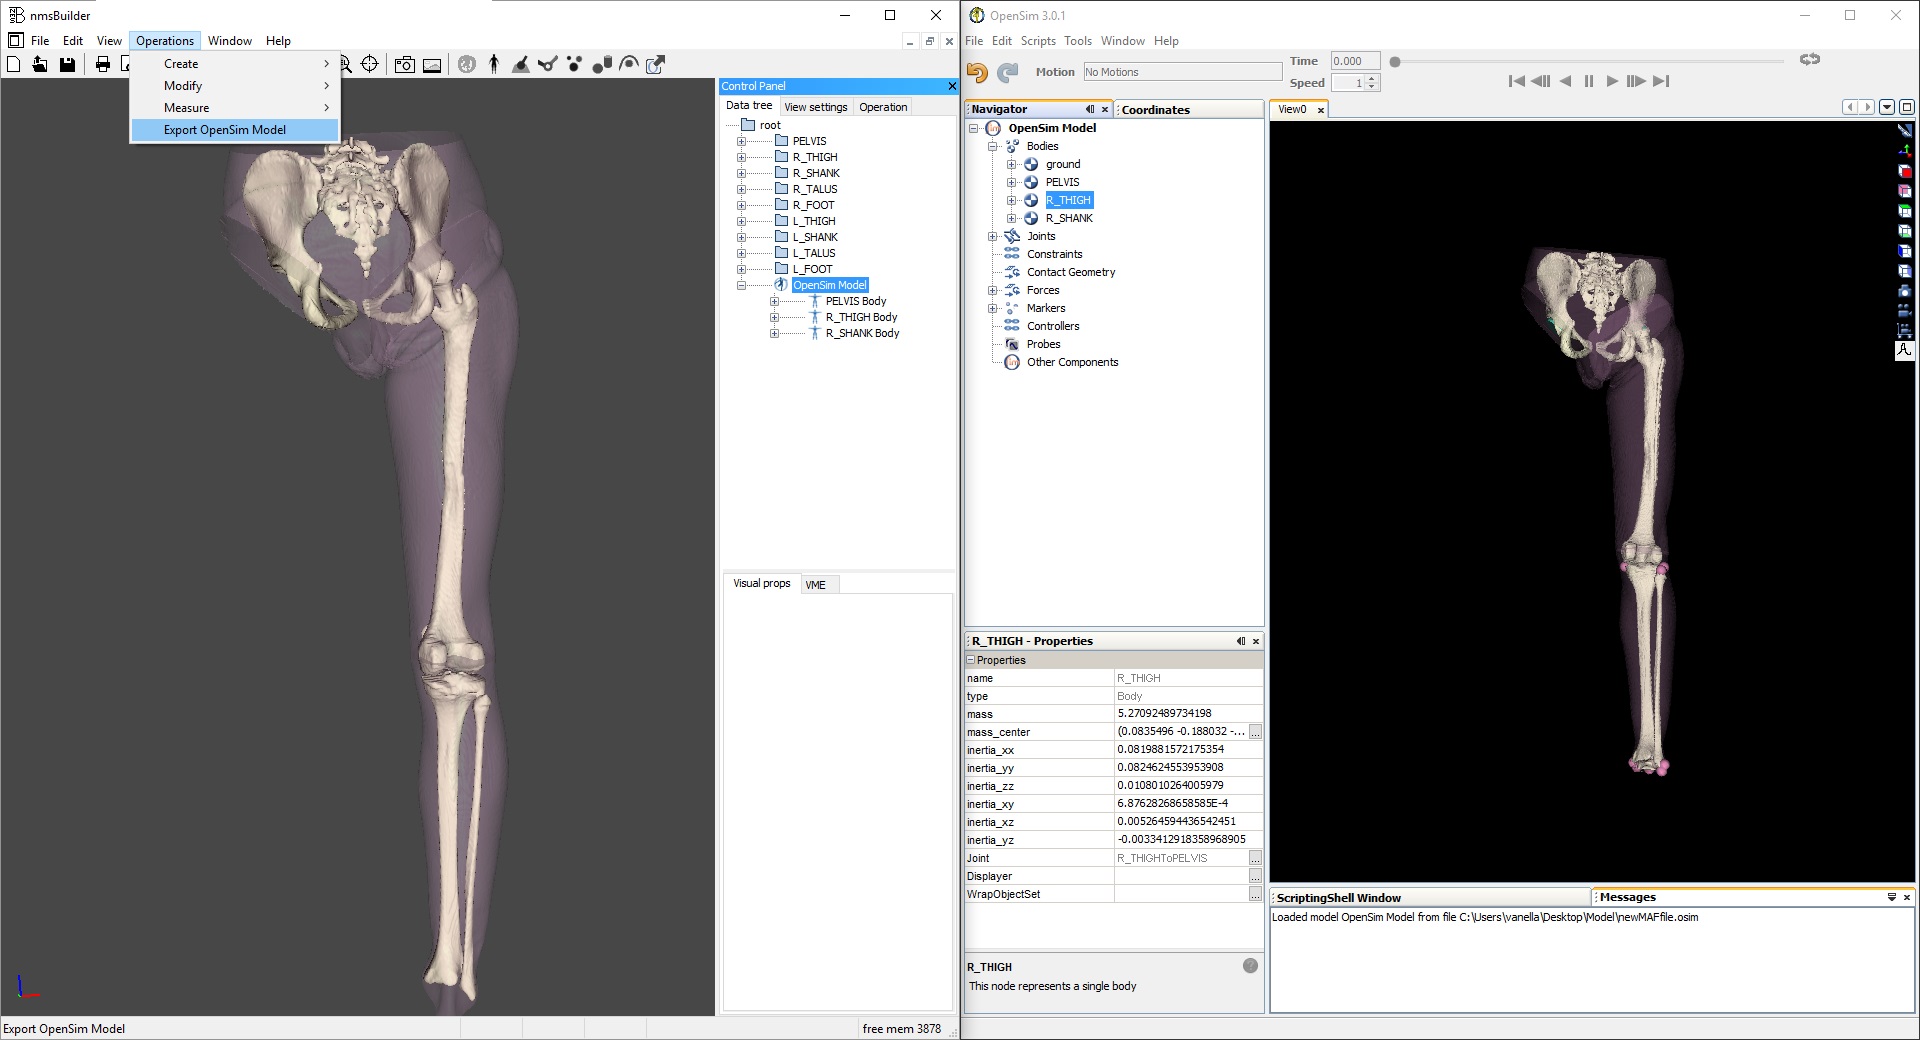 nmsBuilder
File Edit View Operations Window Help
Create
Modify
Measure
Export OpenSim Model
Control Panel
Data tree View settings Operation
root
PELVIS
R_THIGH
R_SHANK
R_TALUS
R_FOOT
L_THIGH
L_SHANK
L_TALUS
L_FOOT
OpenSim Model
PELVIS Body
R_THIGH Body
R_SHANK Body
Visual props VME
Export OpenSim Model
free mem 3878
OpenSim 3.0.1
File Edit Scripts Tools Window Help
Motion No Motions
Time 0.000
Speed 1
Navigator
Coordinates
OpenSim Model
Bodies
ground
PELVIS
R_THIGH
R_SHANK
Joints
Constraints
Contact Geometry
Forces
Markers
Controllers
Probes
Other Components
R_THIGH - Properties
Properties
name R_THIGH
type Body
mass 5.27092489734198
mass_center (0.0835496 -0.188032 -... ...
inertia_xx 0.0819881572175354
inertia_yy 0.0824624553953908
inertia_zz 0.0108010264005979
inertia_xy 6.87628268658585E-4
inertia_xz 0.005264594436542451
inertia_yz -0.0033412918358968905
Joint R_THIGHToPELVIS ...
Displayer ...
WrapObjectSet ...
R_THIGH
This node represents a single body
View0
ScriptingShell Window
Messages
Loaded model OpenSim Model from file C:\Users\vanella\Desktop\Model\newMAFfile.osim